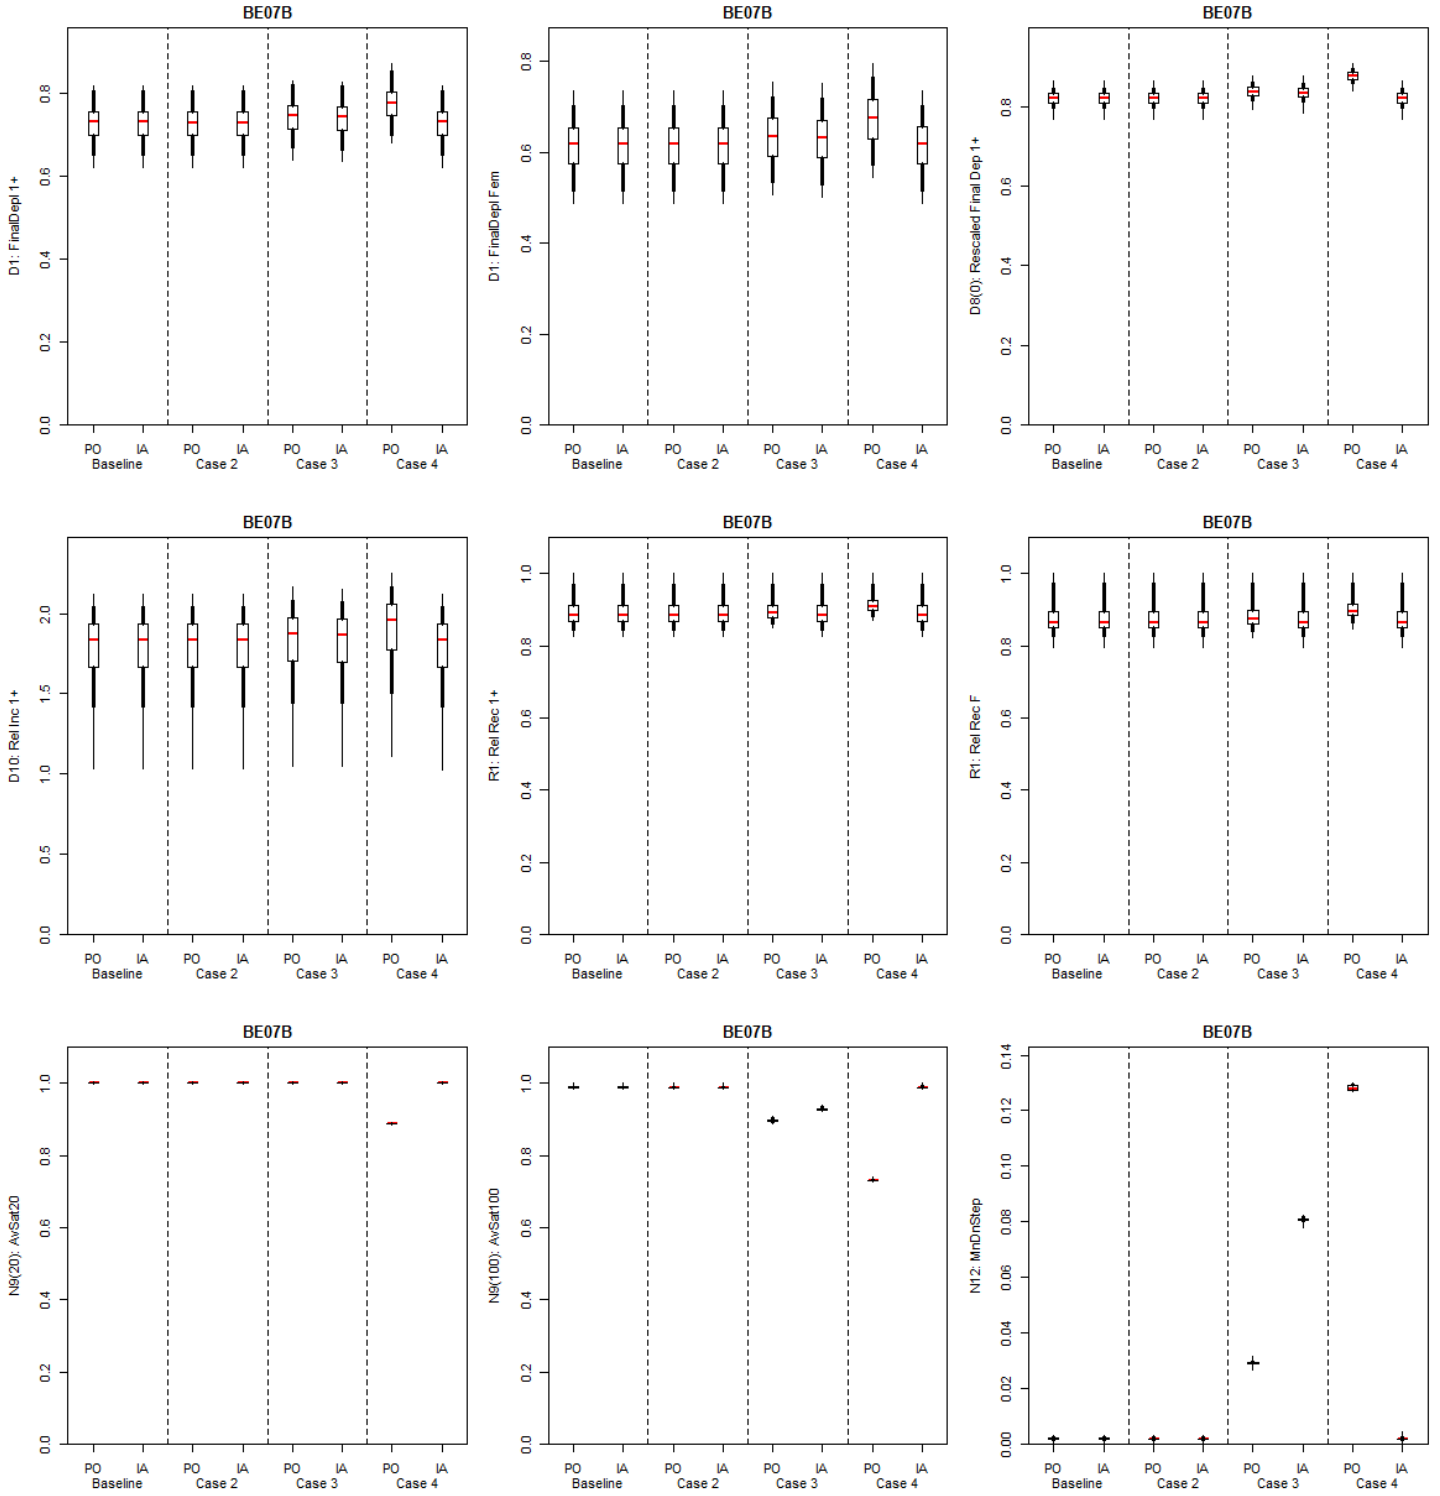 BE07B
D1: FinalDepl 1+
0.0 0.2 0.4 0.6 0.8
PO IA PO IA PO IA PO IA
Baseline Case 2 Case 3 Case 4
BE07B
D1: FinalDepl Fem
0.0 0.2 0.4 0.6 0.8
PO IA PO IA PO IA PO IA
Baseline Case 2 Case 3 Case 4
BE07B
D8(0): Rescaled Final Dep 1+
0.0 0.2 0.4 0.6 0.8
PO IA PO IA PO IA PO IA
Baseline Case 2 Case 3 Case 4
BE07B
D10: Rel Inc 1+
0.0 0.5 1.0 1.5 2.0
PO IA PO IA PO IA PO IA
Baseline Case 2 Case 3 Case 4
BE07B
R1: Rel Rec 1+
0.0 0.2 0.4 0.6 0.8 1.0
PO IA PO IA PO IA PO IA
Baseline Case 2 Case 3 Case 4
BE07B
R1: Rel Rec F
0.0 0.2 0.4 0.6 0.8 1.0
PO IA PO IA PO IA PO IA
Baseline Case 2 Case 3 Case 4
BE07B
N9(20): AvSat20
0.0 0.2 0.4 0.6 0.8 1.0
PO IA PO IA PO IA PO IA
Baseline Case 2 Case 3 Case 4
BE07B
N9(100): AvSat100
0.0 0.2 0.4 0.6 0.8 1.0
PO IA PO IA PO IA PO IA
Baseline Case 2 Case 3 Case 4
BE07B
N12: MnDnStep
0.00 0.02 0.04 0.06 0.08 0.10 0.12 0.14
PO IA PO IA PO IA PO IA
Baseline Case 2 Case 3 Case 4